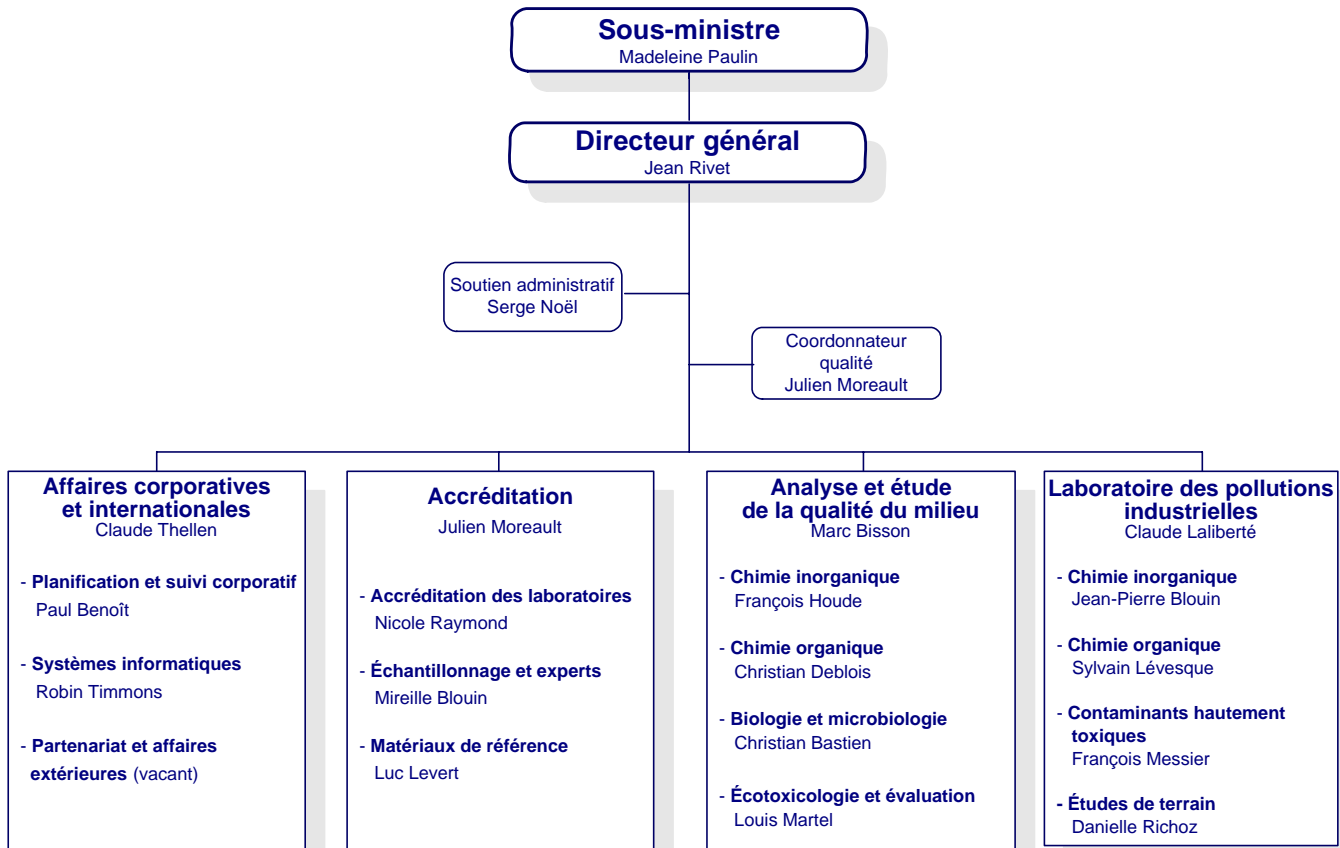 Sous-ministre
Madeleine Paulin
Directeur général
Jean Rivet
Soutien administratif
Serge Noël
Coordonnateur
qualité
Julien Moreault
Affaires corporatives
et internationales
Claude Thellen
- Planification et suivi corporatif
Paul Benoît
- Systèmes informatiques
Robin Timmons
- Partenariat et affaires
extérieures (vacant)
Accréditation
Julien Moreault
- Accréditation des laboratoires
Nicole Raymond
- Échantillonnage et experts
Mireille Blouin
- Matériaux de référence
Luc Levert
Analyse et étude
de la qualité du milieu
Marc Bisson
- Chimie inorganique
François Houde
- Chimie organique
Christian Deblois
- Biologie et microbiologie
Christian Bastien
- Écotoxicologie et évaluation
Louis Martel
Laboratoire des pollutions
industrielles
Claude Laliberté
- Chimie inorganique
Jean-Pierre Blouin
- Chimie organique
Sylvain Lévesque
- Contaminants hautement
toxiques
François Messier
- Études de terrain
Danielle Richoz